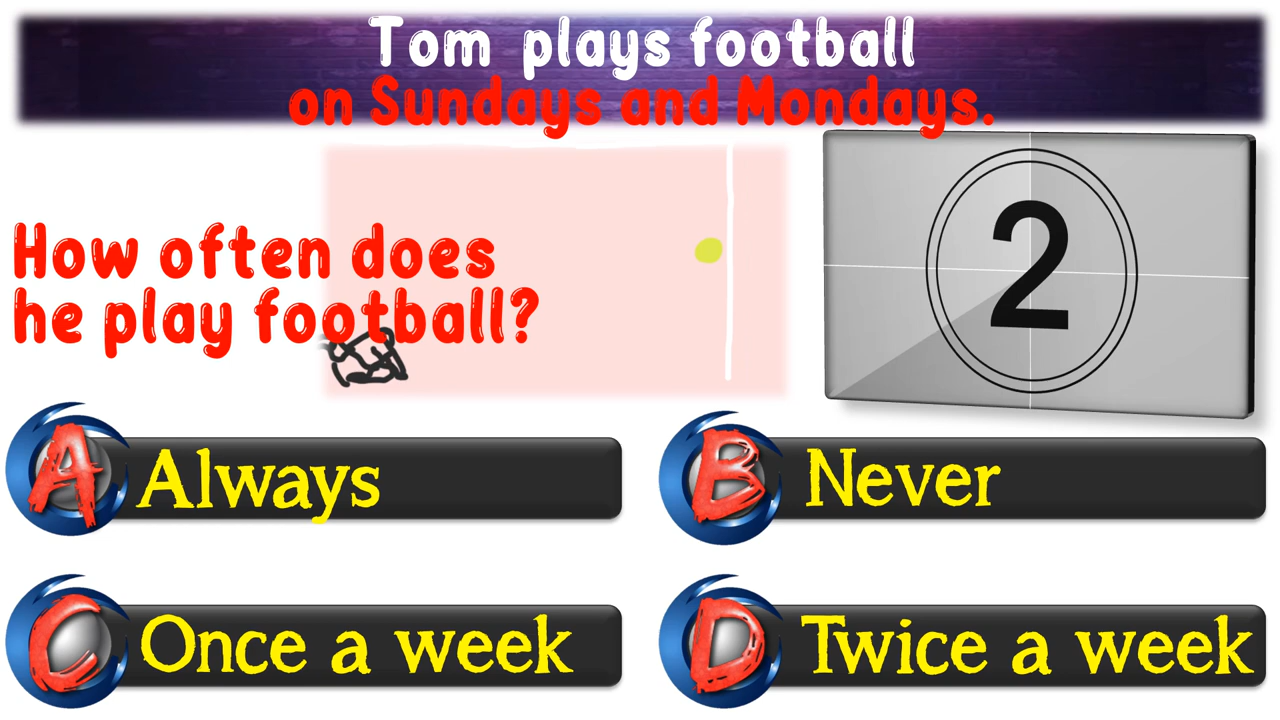 Tom plays football
on Sundays and Mondays.
How often does
he play football?
2
A Always
B Never
C Once a week
D Twice a week